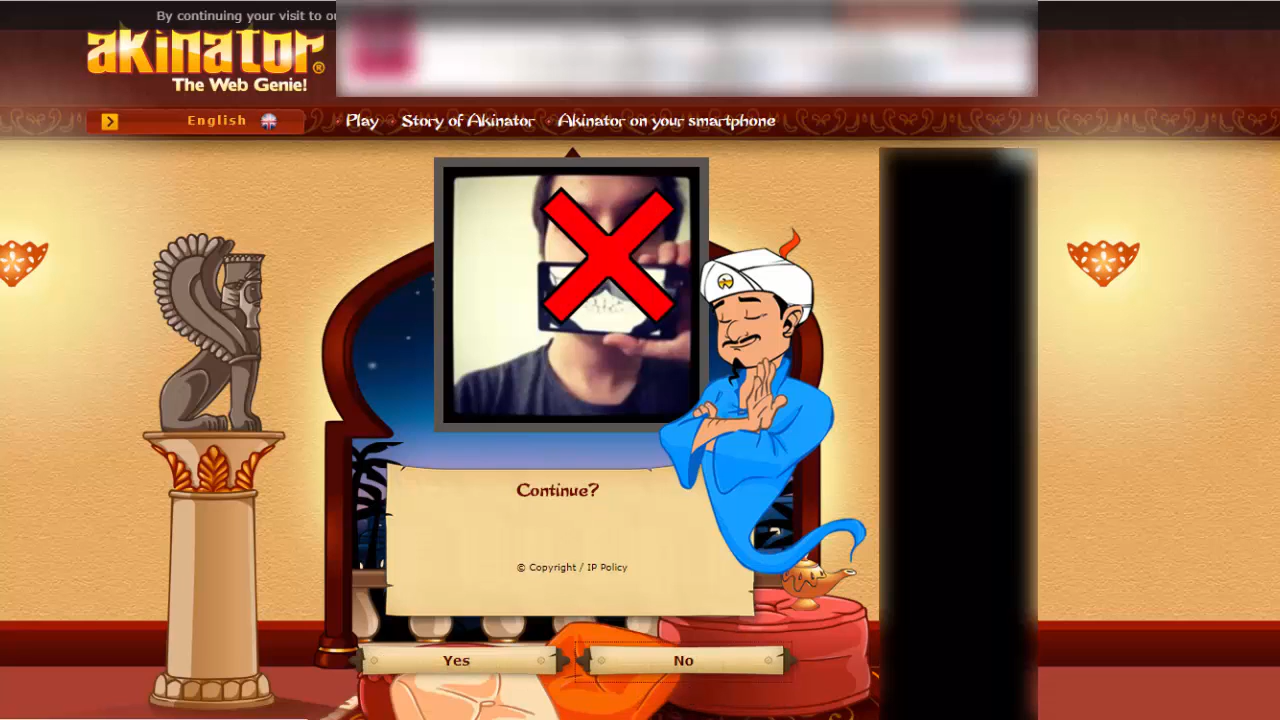 By continuing your visit to
akinator®
The Web Genie!
English
Play · Story of Akinator · Akinator on your smartphone
Continue?
© Copyright / IP Policy
Yes
No